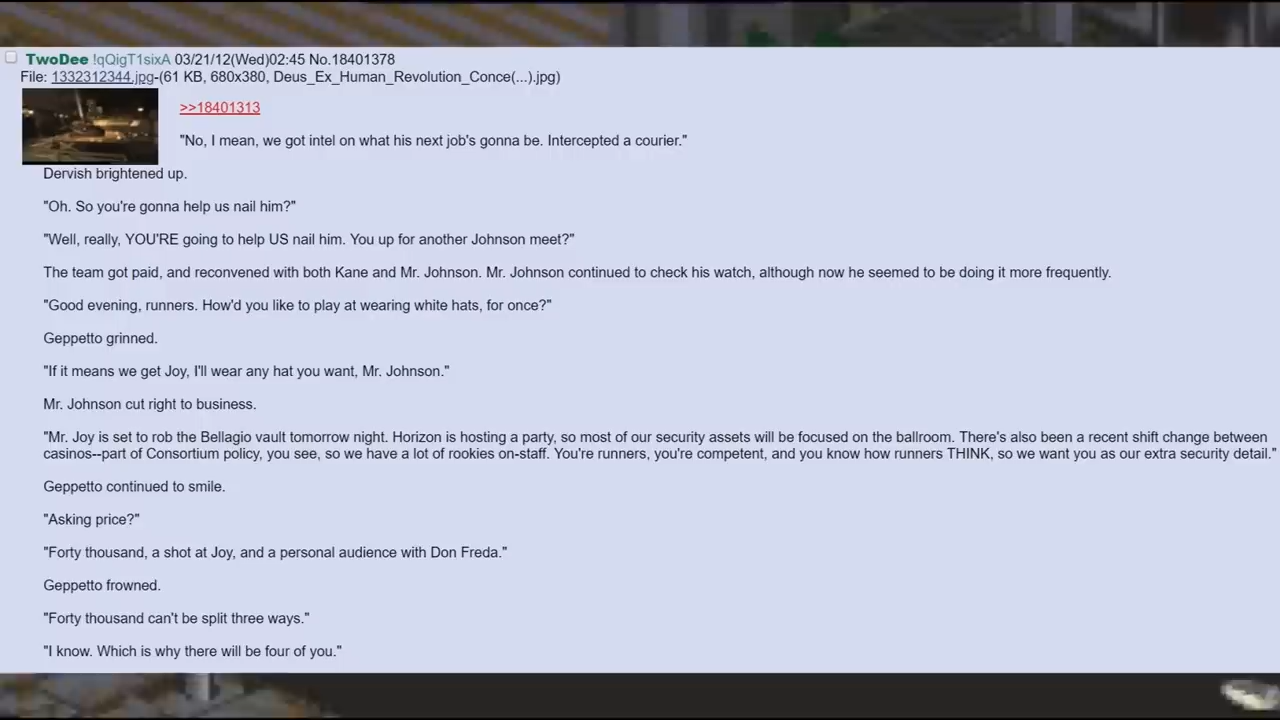 TwoDee !qQigT1sixA 03/21/12(Wed)02:45 No.18401378
File: 1332312344.jpg-(61 KB, 680x380, Deus_Ex_Human_Revolution_Conce(...).jpg)
>>18401313
"No, I mean, we got intel on what his next job's gonna be. Intercepted a courier."
Dervish brightened up.
"Oh. So you're gonna help us nail him?"
"Well, really, YOU'RE going to help US nail him. You up for another Johnson meet?"
The team got paid, and reconvened with both Kane and Mr. Johnson. Mr. Johnson continued to check his watch, although now he seemed to be doing it more frequently.
"Good evening, runners. How'd you like to play at wearing white hats, for once?"
Geppetto grinned.
"If it means we get Joy, I'll wear any hat you want, Mr. Johnson."
Mr. Johnson cut right to business.
"Mr. Joy is set to rob the Bellagio vault tomorrow night. Horizon is hosting a party, so most of our security assets will be focused on the ballroom. There's also been a recent shift change between
casinos--part of Consortium policy, you see, so we have a lot of rookies on-staff. You're runners, you're competent, and you know how runners THINK, so we want you as our extra security detail."
Geppetto continued to smile.
"Asking price?"
"Forty thousand, a shot at Joy, and a personal audience with Don Freda."
Geppetto frowned.
"Forty thousand can't be split three ways."
"I know. Which is why there will be four of you."